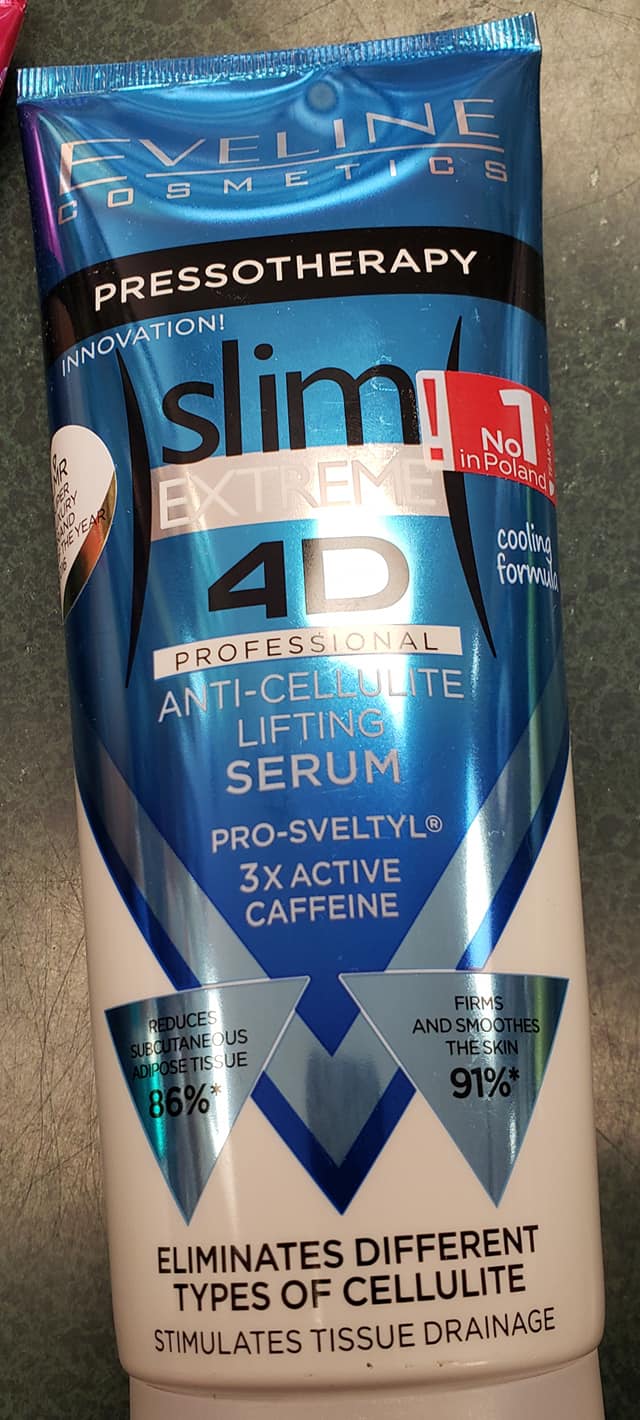 EVELINE
COSMETICS
PRESSOTHERAPY
INNOVATION!
slim
EXTREME
4D
PROFESSIONAL
ANTI-CELLULITE
LIFTING
SERUM
PRO-SVELTYL®
3X ACTIVE
CAFFEINE
! No 1
in Poland
cooling
formula
THE YEAR
REDUCES
SUBCUTANEOUS
ADIPOSE TISSUE
86%*
FIRMS
AND SMOOTHES
THE SKIN
91%*
ELIMINATES DIFFERENT
TYPES OF CELLULITE
STIMULATES TISSUE DRAINAGE